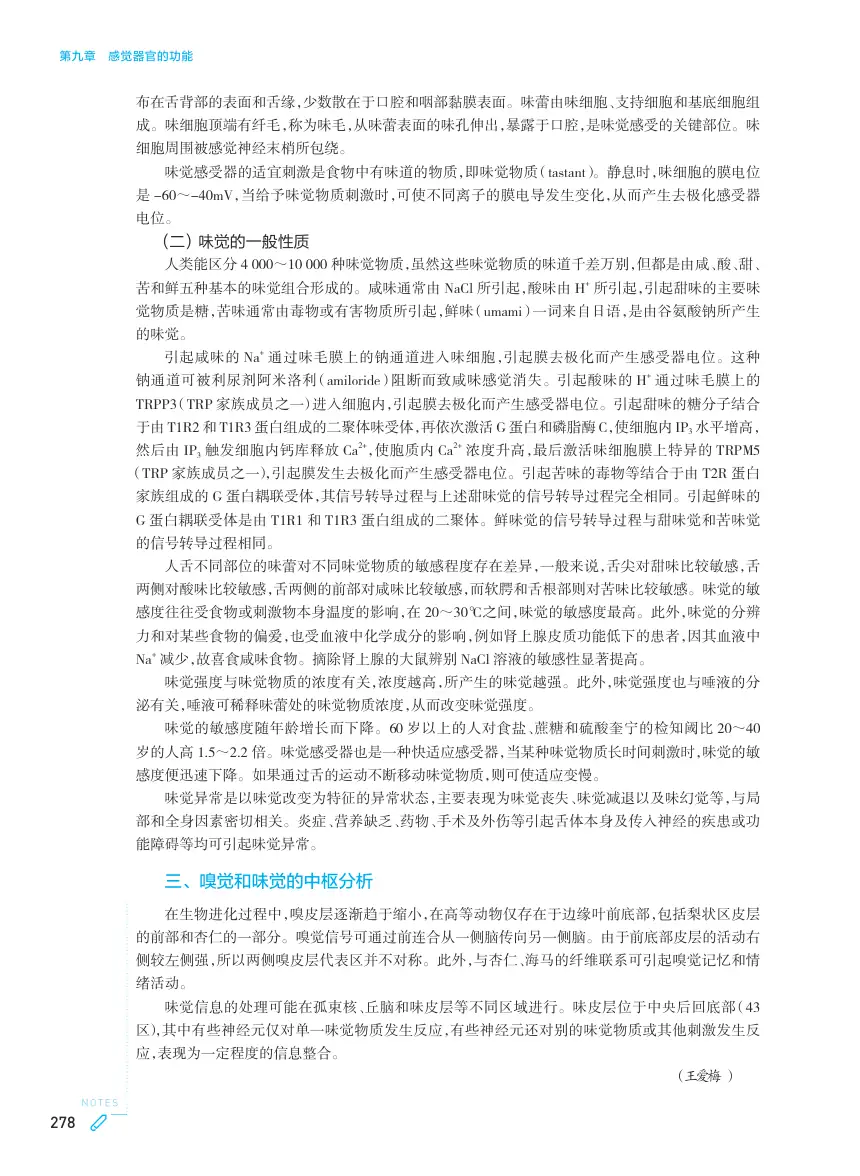 第九章 感觉器官的功能
布在舌背部的表面和舌缘,少数散在于口腔和咽部黏膜表面。味蕾由味细胞、支持细胞和基底细胞组
成。味细胞顶端有纤毛,称为味毛,从味蕾表面的味孔伸出,暴露于口腔,是味觉感受的关键部位。味
细胞周围被感觉神经末梢所包绕。
味觉感受器的适宜刺激是食物中有味道的物质,即味觉物质(tastant)。静息时,味细胞的膜电位
是 -60～-40mV,当给予味觉物质刺激时,可使不同离子的膜电导发生变化,从而产生去极化感受器
电位。
(二)味觉的一般性质
人类能区分 4 000～10 000 种味觉物质,虽然这些味觉物质的味道千差万别,但都是由咸、酸、甜、
苦和鲜五种基本的味觉组合形成的。咸味通常由 NaCl 所引起,酸味由 H⁺ 所引起,引起甜味的主要味
觉物质是糖,苦味通常由毒物或有害物质所引起,鲜味(umami)一词来自日语,是由谷氨酸钠所产生
的味觉。
引起咸味的 Na⁺ 通过味毛膜上的钠通道进入味细胞,引起膜去极化而产生感受器电位。这种
钠通道可被利尿剂阿米洛利(amiloride)阻断而致咸味感觉消失。引起酸味的 H⁺ 通过味毛膜上的
TRPP3(TRP 家族成员之一)进入细胞内,引起膜去极化而产生感受器电位。引起甜味的糖分子结合
于由 T1R2 和 T1R3 蛋白组成的二聚体味受体,再依次激活 G 蛋白和磷脂酶 C,使细胞内 IP₃ 水平增高,
然后由 IP₃ 触发细胞内钙库释放 Ca²⁺,使胞质内 Ca²⁺ 浓度升高,最后激活味细胞膜上特异的 TRPM5
(TRP 家族成员之一),引起膜发生去极化而产生感受器电位。引起苦味的毒物等结合于由 T2R 蛋白
家族组成的 G 蛋白耦联受体,其信号转导过程与上述甜味觉的信号转导过程完全相同。引起鲜味的
G 蛋白耦联受体是由 T1R1 和 T1R3 蛋白组成的二聚体。鲜味觉的信号转导过程与甜味觉和苦味觉
的信号转导过程相同。
人舌不同部位的味蕾对不同味觉物质的敏感程度存在差异,一般来说,舌尖对甜味比较敏感,舌
两侧对酸味比较敏感,舌两侧的前部对咸味比较敏感,而软腭和舌根部则对苦味比较敏感。味觉的敏
感度往往受食物或刺激物本身温度的影响,在 20～30℃之间,味觉的敏感度最高。此外,味觉的分辨
力和对某些食物的偏爱,也受血液中化学成分的影响,例如肾上腺皮质功能低下的患者,因其血液中
Na⁺ 减少,故喜食咸味食物。摘除肾上腺的大鼠辨别 NaCl 溶液的敏感性显著提高。
味觉强度与味觉物质的浓度有关,浓度越高,所产生的味觉越强。此外,味觉强度也与唾液的分
泌有关,唾液可稀释味蕾处的味觉物质浓度,从而改变味觉强度。
味觉的敏感度随年龄增长而下降。60 岁以上的人对食盐、蔗糖和硫酸奎宁的检知阈比 20～40
岁的人高 1.5～2.2 倍。味觉感受器也是一种快适应感受器,当某种味觉物质长时间刺激时,味觉的敏
感度便迅速下降。如果通过舌的运动不断移动味觉物质,则可使适应变慢。
味觉异常是以味觉改变为特征的异常状态,主要表现为味觉丧失、味觉减退以及味幻觉等,与局
部和全身因素密切相关。炎症、营养缺乏、药物、手术及外伤等引起舌体本身及传入神经的疾患或功
能障碍等均可引起味觉异常。
三、嗅觉和味觉的中枢分析
在生物进化过程中,嗅皮层逐渐趋于缩小,在高等动物仅存在于边缘叶前底部,包括梨状区皮层
的前部和杏仁的一部分。嗅觉信号可通过前连合从一侧脑传向另一侧脑。由于前底部皮层的活动右
侧较左侧强,所以两侧嗅皮层代表区并不对称。此外,与杏仁、海马的纤维联系可引起嗅觉记忆和情
绪活动。
味觉信息的处理可能在孤束核、丘脑和味皮层等不同区域进行。味皮层位于中央后回底部(43
区),其中有些神经元仅对单一味觉物质发生反应,有些神经元还对别的味觉物质或其他刺激发生反
应,表现为一定程度的信息整合。
(王爱梅 )
NOTES
278